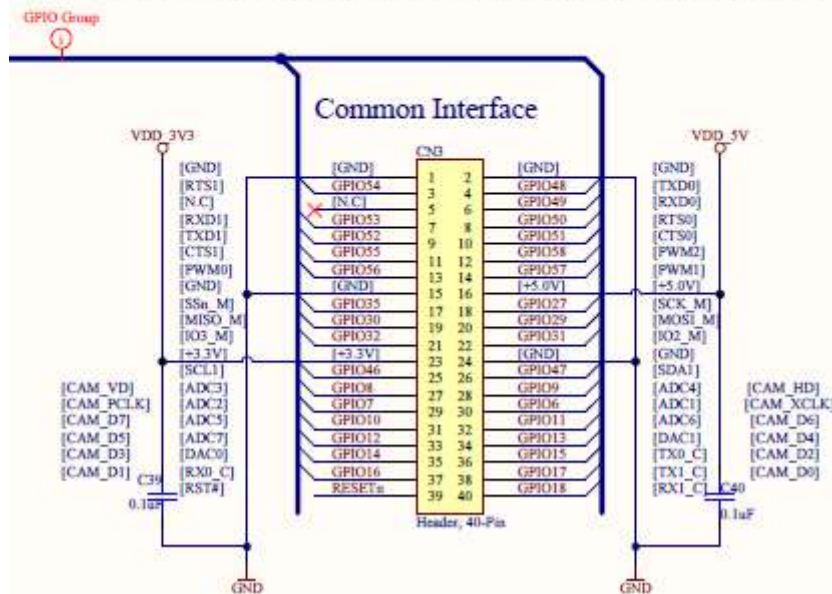 GPIO Group
1
Common Interface
VDD_3V3
VDD_5V
CN3
[GND] [GND] 1 2 [GND] [GND]
[RTS1] GPIO54 3 4 GPIO48 [TXD0]
[N.C] [N.C] 5 6 GPIO49 [RXD0]
[RXD1] GPIO53 7 8 GPIO50 [RTS0]
[TXD1] GPIO52 9 10 GPIO51 [CTS0]
[CTS1] GPIO55 11 12 GPIO58 [PWM2]
[PWM0] GPIO56 13 14 GPIO57 [PWM1]
[GND] [GND] 15 16 [+5.0V] [+5.0V]
[SSn_M] GPIO35 17 18 GPIO27 [SCK_M]
[MISO_M] GPIO30 19 20 GPIO29 [MOSI_M]
[IO3_M] GPIO32 21 22 GPIO31 [IO2_M]
[+3.3V] [+3.3V] 23 24 [GND] [GND]
[SCL1] GPIO46 25 26 GPIO47 [SDA1]
[CAM_VD] [ADC3] GPIO8 27 28 GPIO9 [ADC4] [CAM_HD]
[CAM_PCLK] [ADC2] GPIO7 29 30 GPIO6 [ADC1] [CAM_XCLK]
[CAM_D7] [ADC5] GPIO10 31 32 GPIO11 [ADC6] [CAM_D6]
[CAM_D5] [ADC7] GPIO12 33 34 GPIO13 [DAC1] [CAM_D4]
[CAM_D3] [DAC0] GPIO14 35 36 GPIO15 [TX0_C] [CAM_D2]
[CAM_D1] [RX0_C] GPIO16 37 38 GPIO17 [TX1_C] [CAM_D0]
[RST#] RESETn 39 40 GPIO18 [RX1_C]
C39 C40
0.1uF 0.1uF
Header, 40-Pin
GND GND